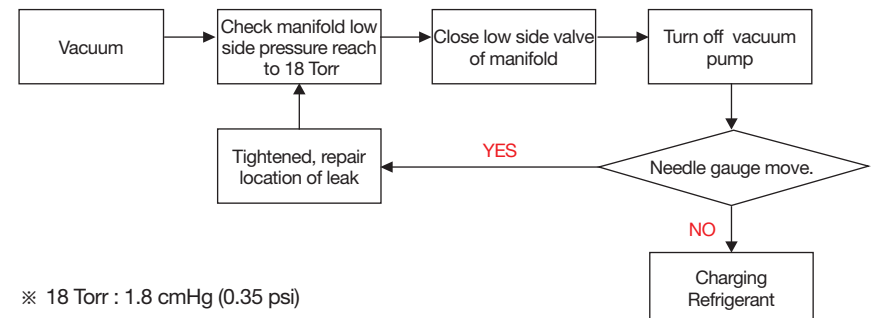 Vacuum
Check manifold low
side pressure reach
to 18 Torr
Close low side valve
of manifold
Turn off vacuum
pump
Needle gauge move.
YES
Tightened, repair
location of leak
NO
Charging
Refrigerant
※ 18 Torr : 1.8 cmHg (0.35 psi)